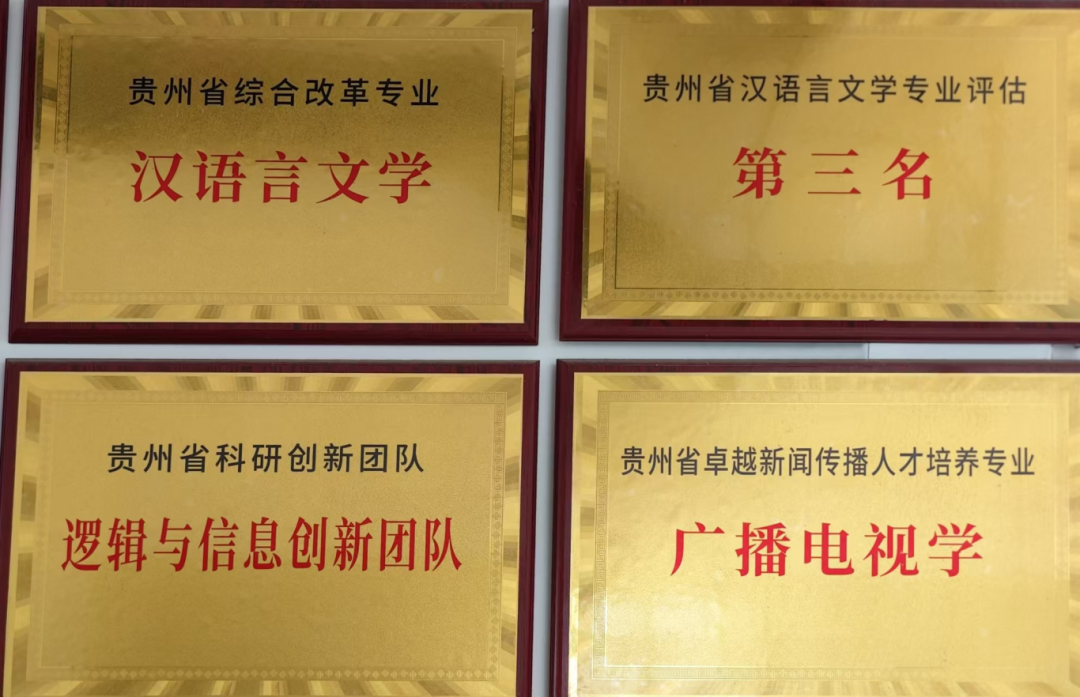 贵州省综合改革专业
汉语言文学
贵州省汉语言文学专业评估
第三名
贵州省科研创新团队
逻辑与信息创新团队
贵州省卓越新闻传播人才培养专业
广播电视学